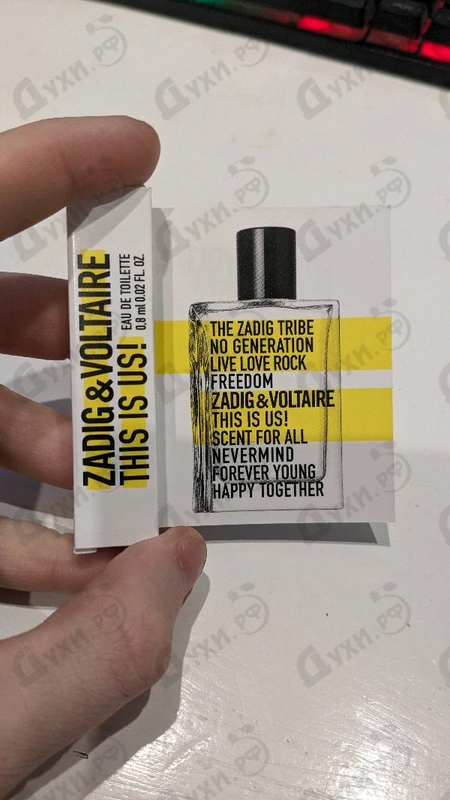 ZADIG&VOLTAIRE
THIS IS US!
EAU DE TOILETTE
0.8 ml 0.02 FL. OZ.
THE ZADIG TRIBE
NO GENERATION
LIVE LOVE ROCK
FREEDOM
ZADIG&VOLTAIRE
THIS IS US!
SCENT FOR ALL
NEVERMIND
FOREVER YOUNG
HAPPY TOGETHER
Духи.РФ